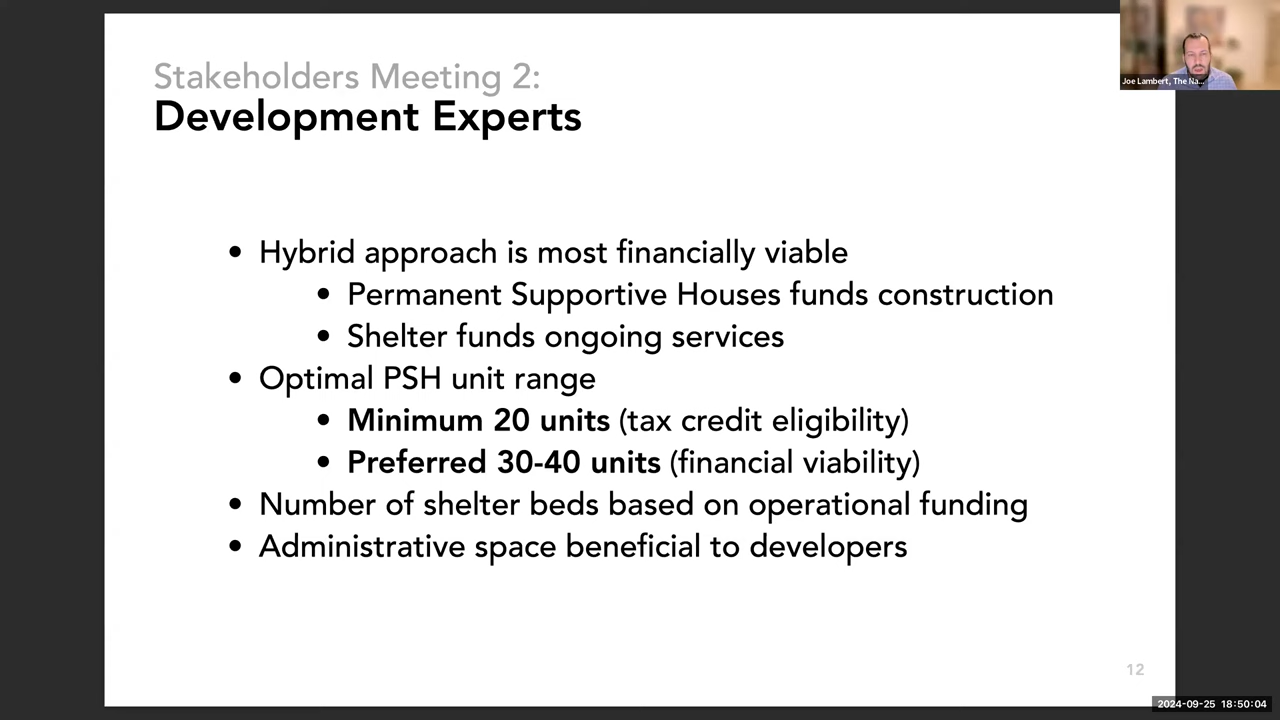 Stakeholders Meeting 2:
Development Experts
• Hybrid approach is most financially viable
• Permanent Supportive Houses funds construction
• Shelter funds ongoing services
• Optimal PSH unit range
• Minimum 20 units (tax credit eligibility)
• Preferred 30-40 units (financial viability)
• Number of shelter beds based on operational funding
• Administrative space beneficial to developers
12
Joe Lambert, The Na...
2024-09-25 18:50:04